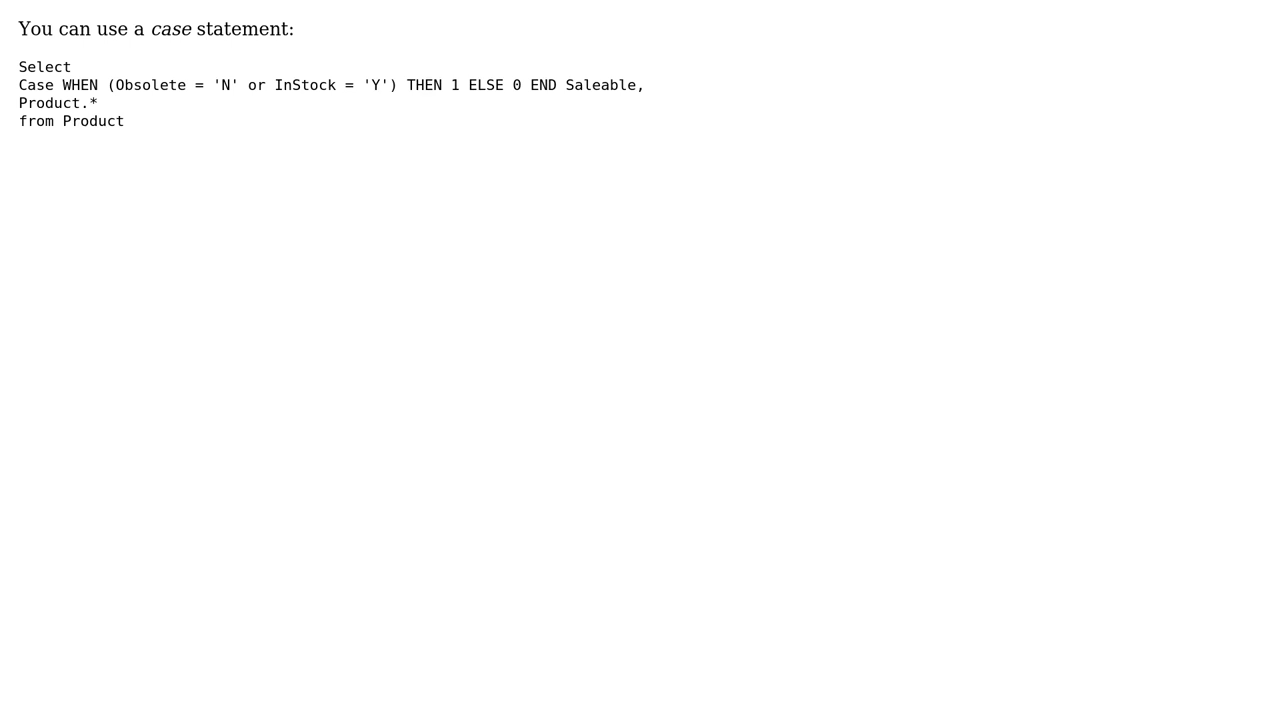 You can use a case statement:
Select
Case WHEN (Obsolete = 'N' or InStock = 'Y') THEN 1 ELSE 0 END Saleable,
Product.*
from Product